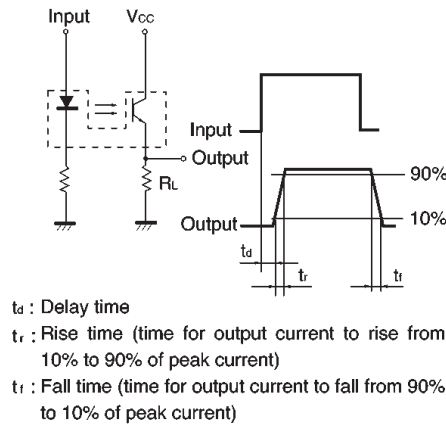 Input
Vcc
Output
RL
Input
Output
90%
10%
td
tr
tf
td : Delay time
tr : Rise time (time for output current to rise from
10% to 90% of peak current)
tf : Fall time (time for output current to fall from 90%
to 10% of peak current)